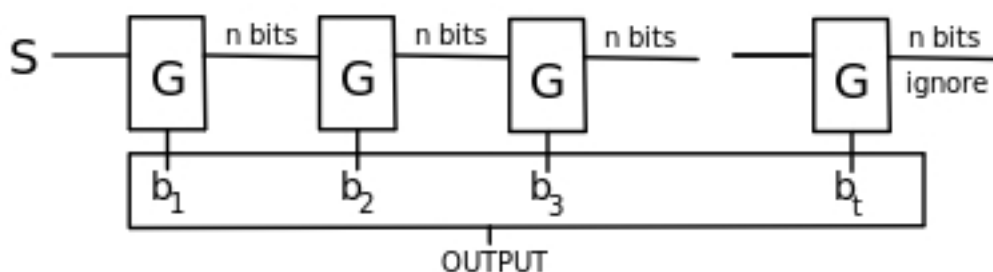 n bits n bits n bits n bits
S G G G G ignore
b1 b2 b3 bt
OUTPUT